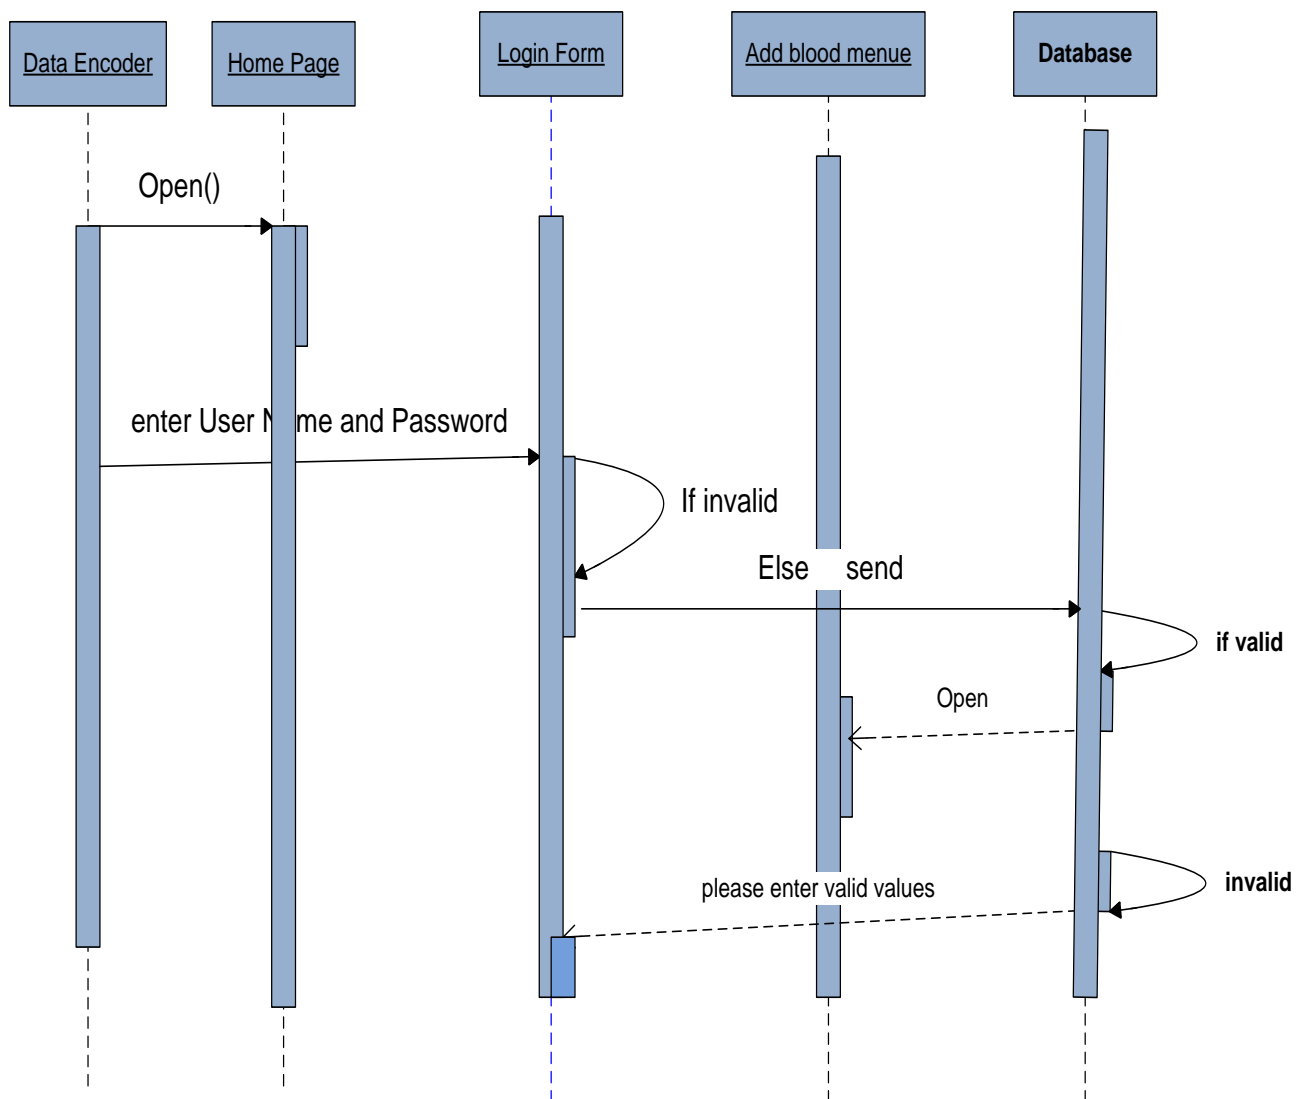 Data Encoder
Home Page
Login Form
Add blood menue
Database
Open()
enter User N me and Password
If invalid
Else send
if valid
Open
please enter valid values
invalid